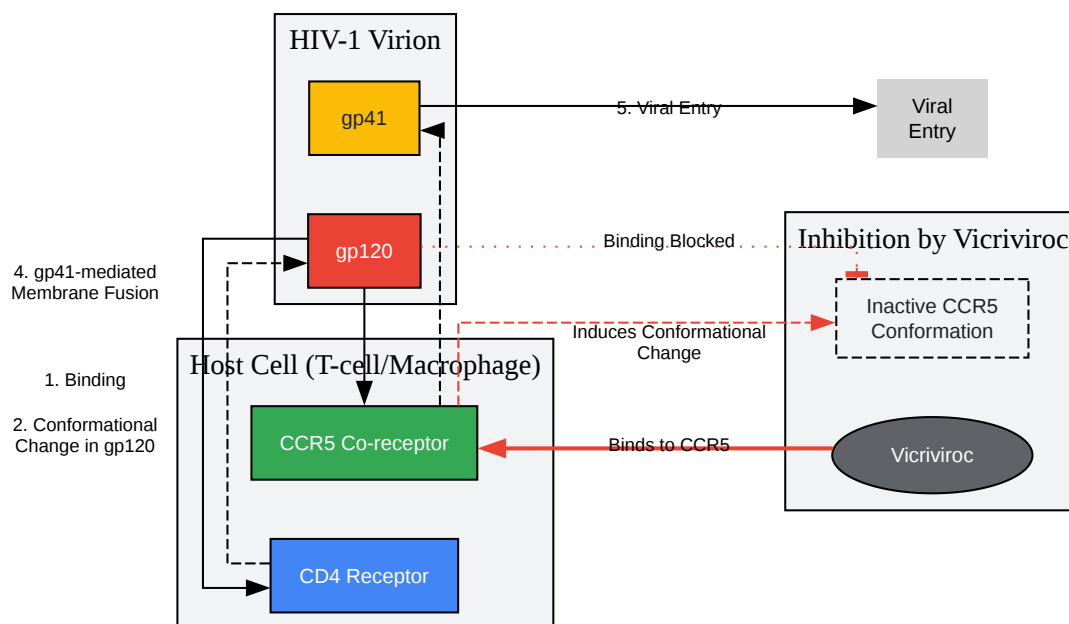 HIV-1 Virion
gp41
5. Viral Entry
Viral
Entry
gp120
Binding Blocked
Inhibition by Vicriviroc
4. gp41-mediated
Membrane Fusion
Inactive CCR5
Conformation
Induces Conformational
Change
Host Cell (T-cell/Macrophage)
1. Binding
2. Conformational
Change in gp120
CCR5 Co-receptor
Binds to CCR5
Vicriviroc
CD4 Receptor